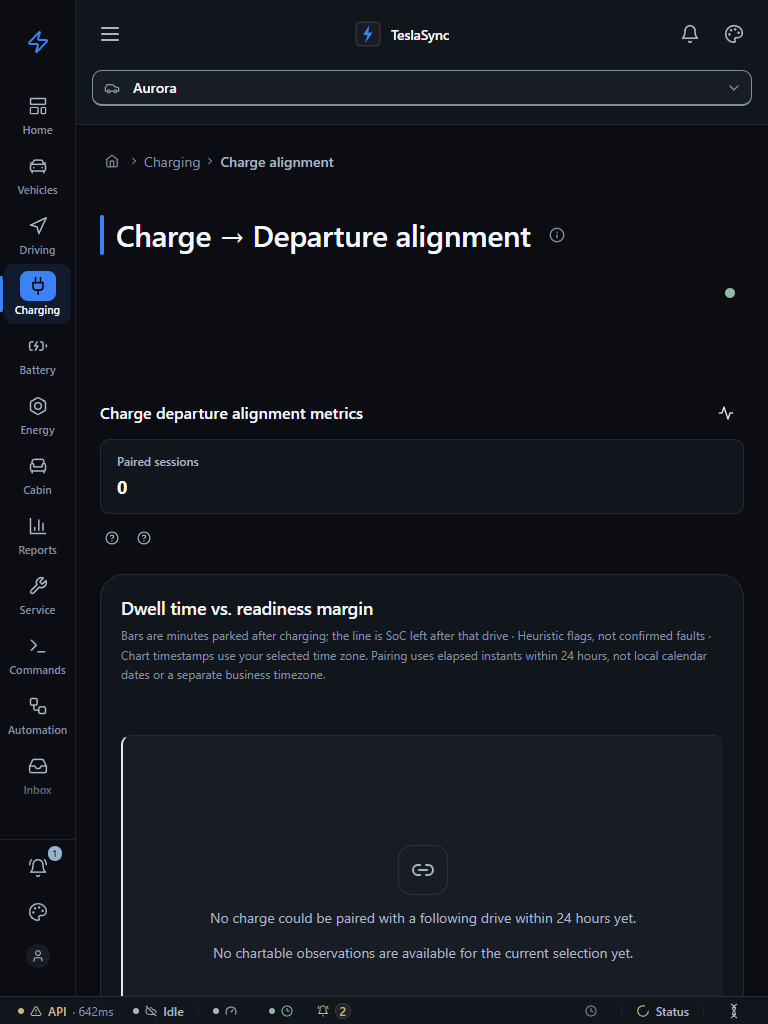 TeslaSync
Aurora
Home
Vehicles
Driving
Charging
Battery
Energy
Cabin
Reports
Service
Commands
Automation
Inbox
1
Charging
Charge alignment
Charge → Departure alignment
Charge departure alignment metrics
Paired sessions
0
Dwell time vs. readiness margin
Bars are minutes parked after charging; the line is SoC left after that drive · Heuristic flags, not confirmed faults ·
Chart timestamps use your selected time zone. Pairing uses elapsed instants within 24 hours, not local calendar
dates or a separate business timezone.
No charge could be paired with a following drive within 24 hours yet.
No chartable observations are available for the current selection yet.
API · 642ms
Idle
2
Status